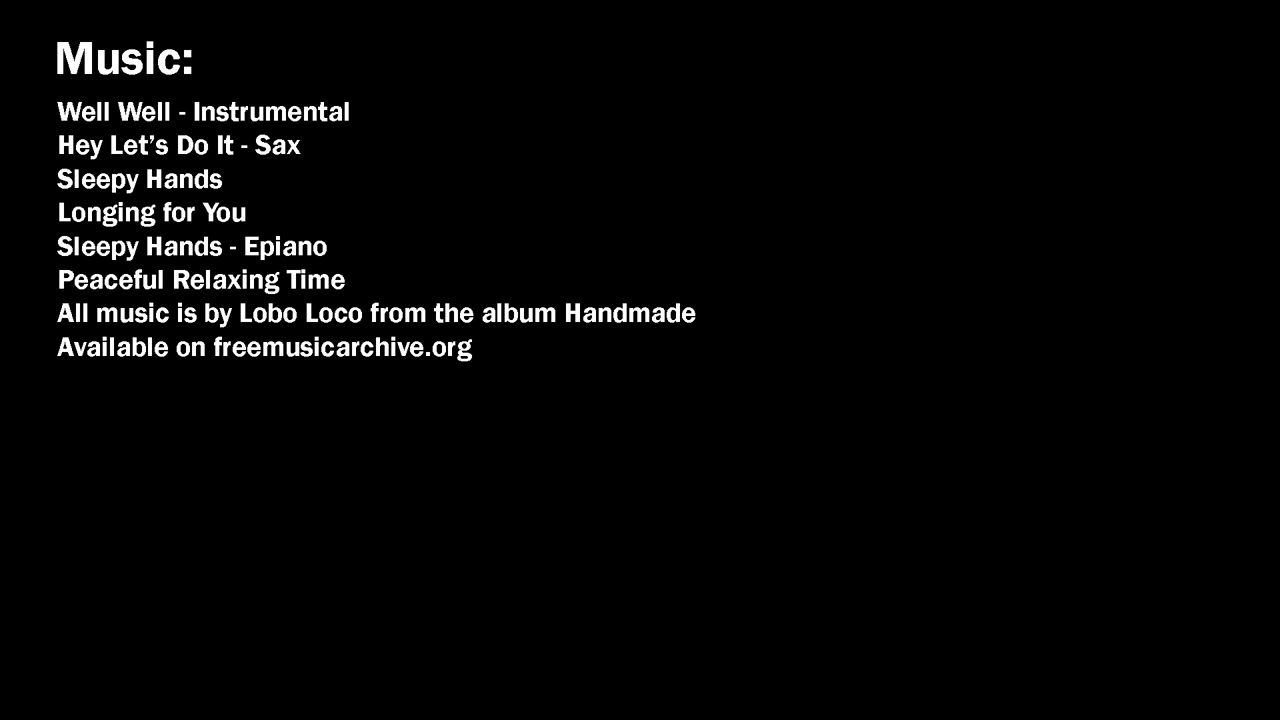 Music:
Well Well - Instrumental
Hey Let’s Do It - Sax
Sleepy Hands
Longing for You
Sleepy Hands - Epiano
Peaceful Relaxing Time
All music is by Lobo Loco from the album Handmade
Available on freemusicarchive.org